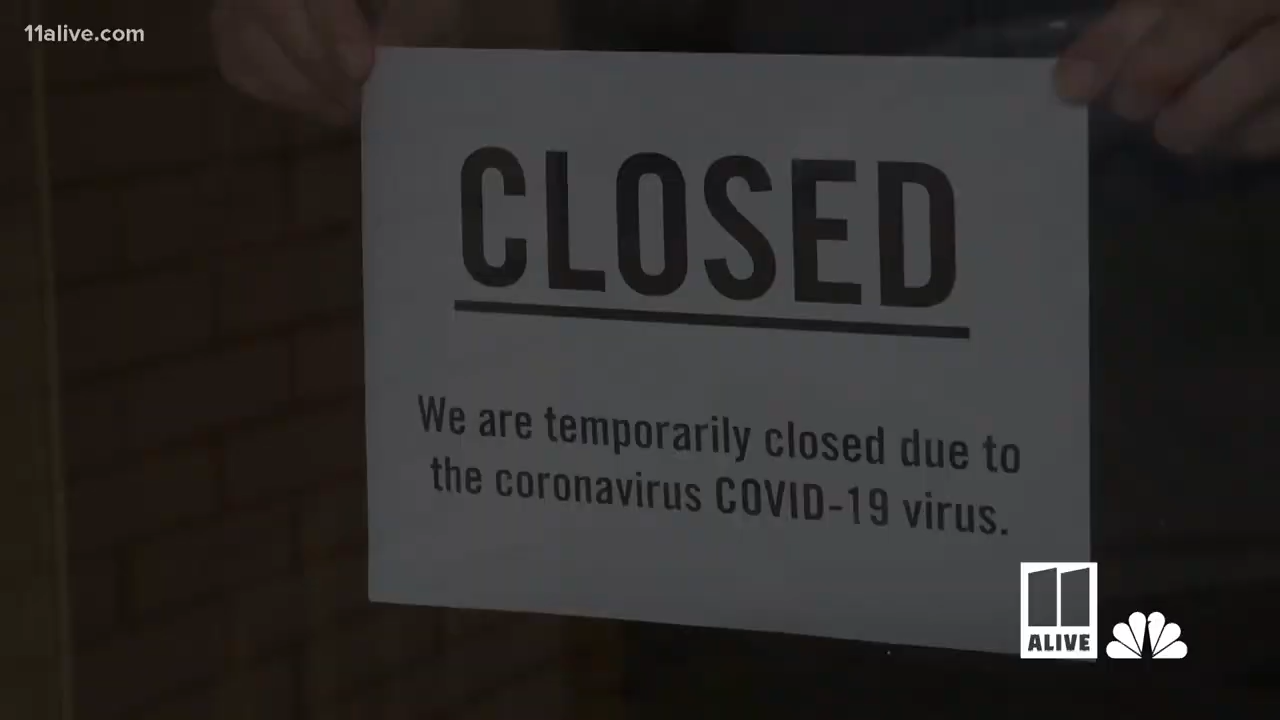 11alive.com
CLOSED
We are temporarily closed due to
the coronavirus COVID-19 virus.
11
ALIVE